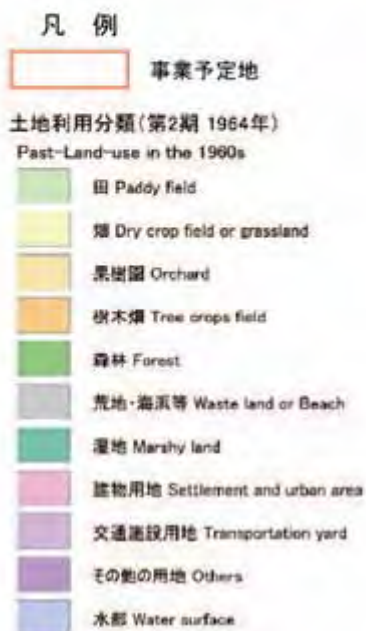 凡 例
事業予定地
土地利用分類(第2期 1964年)
Past-Land-use in the 1960s
田 Paddy field
畑 Dry crop field or grassland
果樹園 Orchard
樹木畑 Tree crops field
森林 Forest
荒地・海浜等 Waste land or Beach
湿地 Marshy land
建物用地 Settlement and urban area
交通施設用地 Transportation yard
その他の用地 Others
水部 Water surface